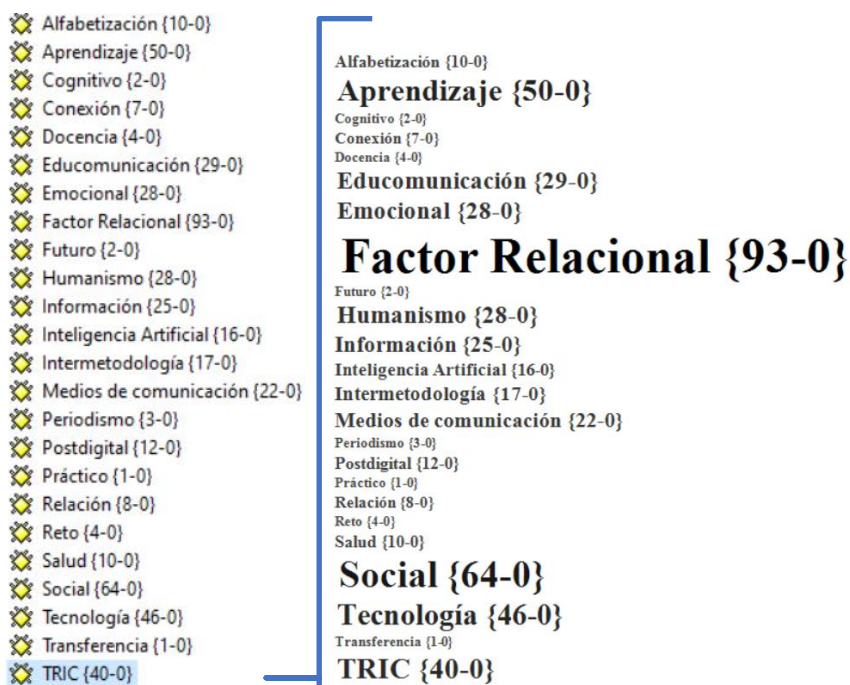 Alfabetización {10-0}
Aprendizaje {50-0}
Cognitivo {2-0}
Conexión {7-0}
Docencia {4-0}
Educomunicación {29-0}
Emocional {28-0}
Factor Relacional {93-0}
Futuro {2-0}
Humanismo {28-0}
Información {25-0}
Inteligencia Artificial {16-0}
Intermetodología {17-0}
Medios de comunicación {22-0}
Periodismo {3-0}
Postdigital {12-0}
Práctico {1-0}
Relación {8-0}
Reto {4-0}
Salud {10-0}
Social {64-0}
Tecnología {46-0}
Transferencia {1-0}
TRIC {40-0}
Alfabetización {10-0}
Aprendizaje {50-0}
Cognitivo {2-0}
Conexión {7-0}
Docencia {4-0}
Educomunicación {29-0}
Emocional {28-0}
Factor Relacional {93-0}
Futuro {2-0}
Humanismo {28-0}
Información {25-0}
Inteligencia Artificial {16-0}
Intermetodología {17-0}
Medios de comunicación {22-0}
Periodismo {3-0}
Postdigital {12-0}
Práctico {1-0}
Relación {8-0}
Reto {4-0}
Salud {10-0}
Social {64-0}
Tecnología {46-0}
Transferencia {1-0}
TRIC {40-0}